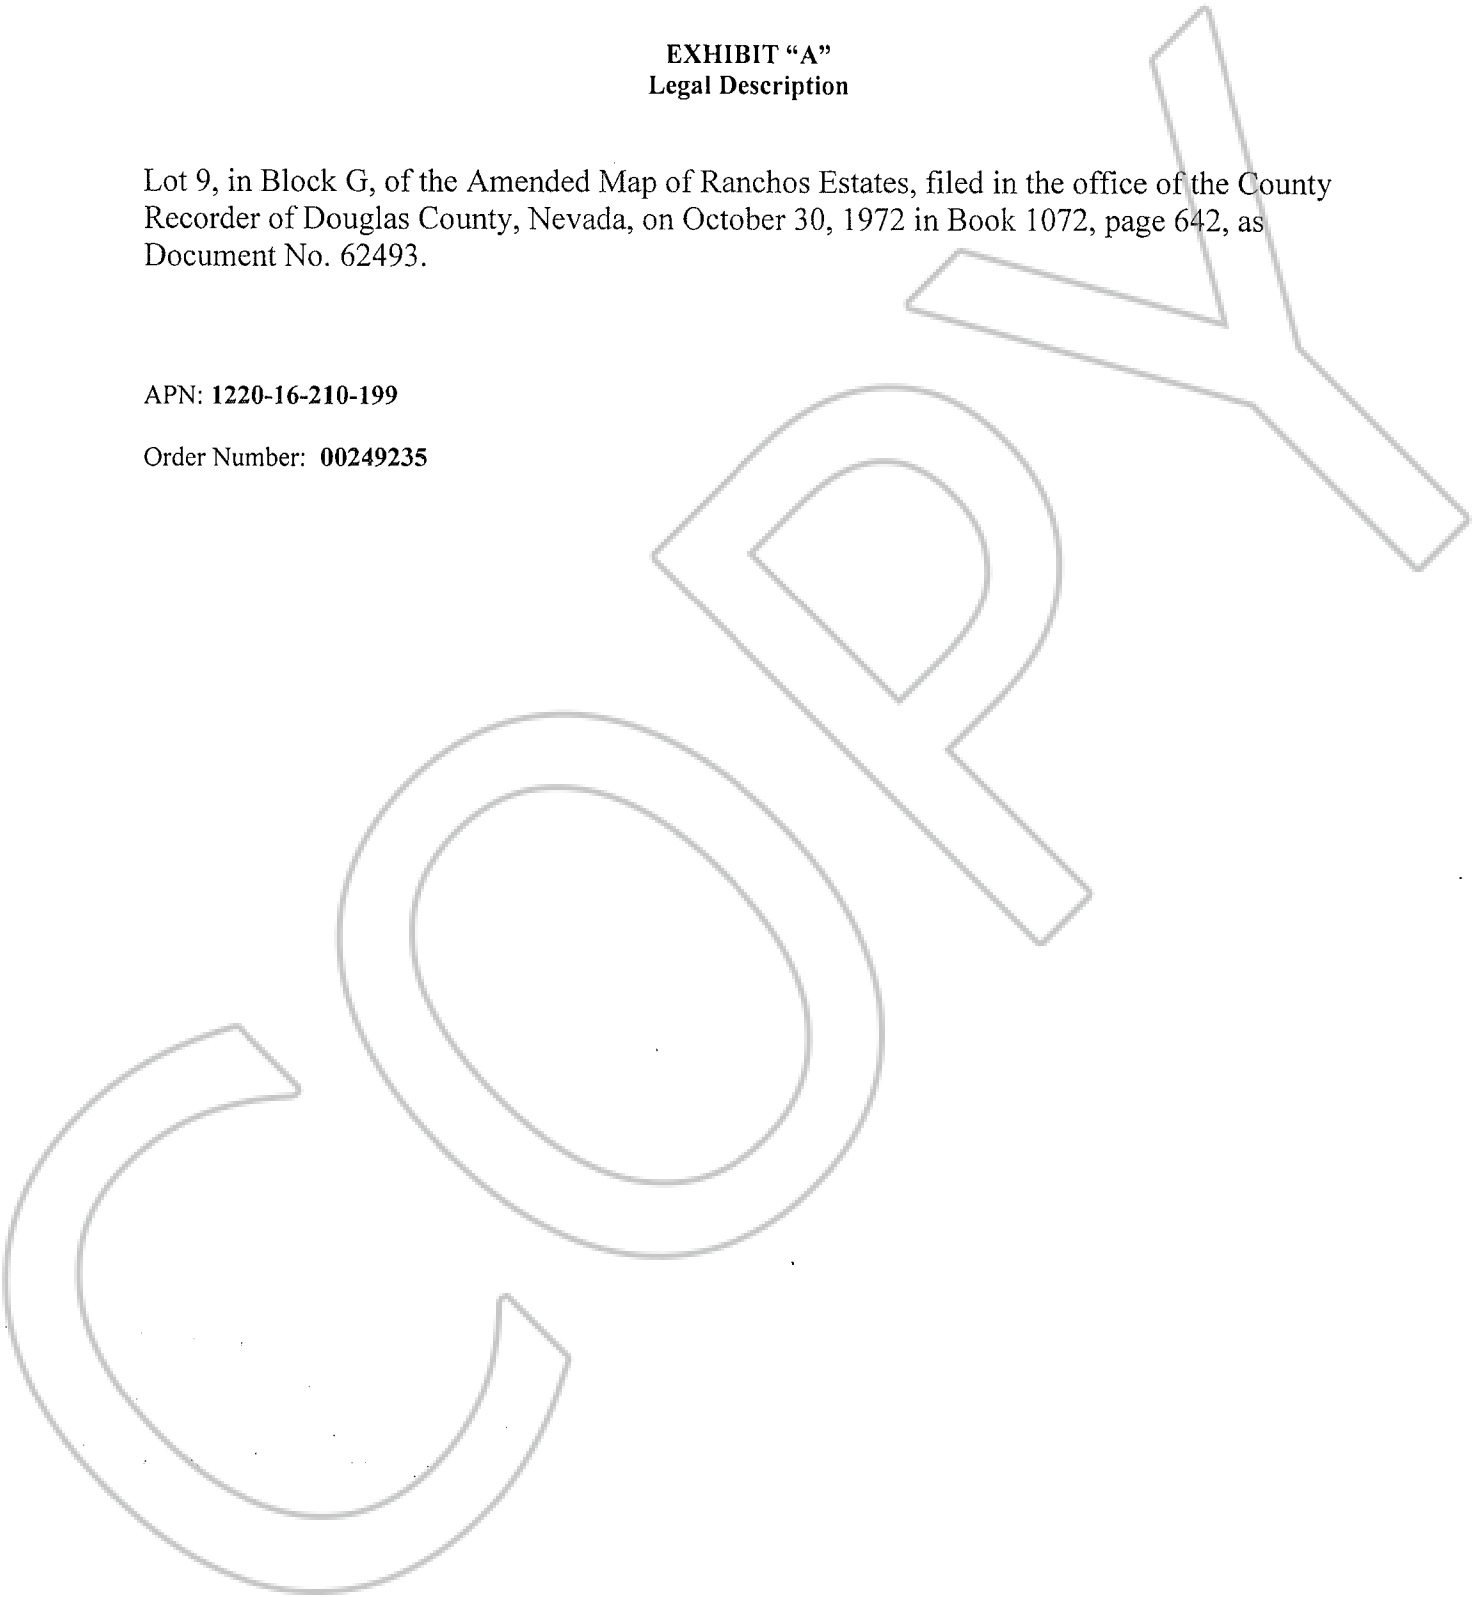 EXHIBIT “A”
Legal Description
Lot 9, in Block G, of the Amended Map of Ranchos Estates, filed in the office of the County
Recorder of Douglas County, Nevada, on October 30, 1972 in Book 1072, page 642, as
Document No. 62493.
APN: 1220-16-210-199
Order Number: 00249235
COPY